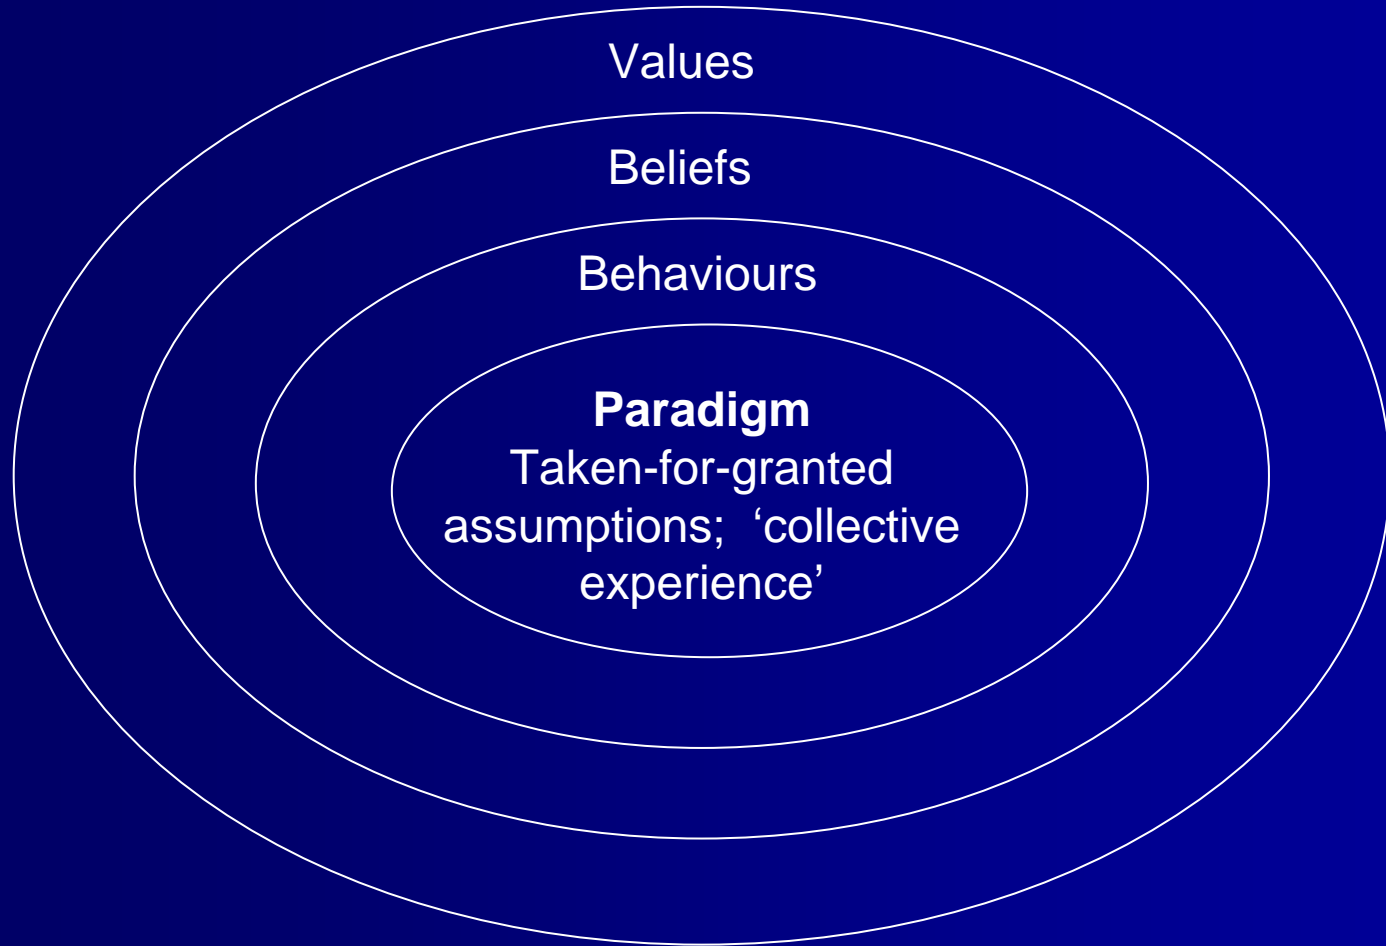 Values
Beliefs
Behaviours
Paradigm
Taken-for-granted
assumptions;  ‘collective
experience’